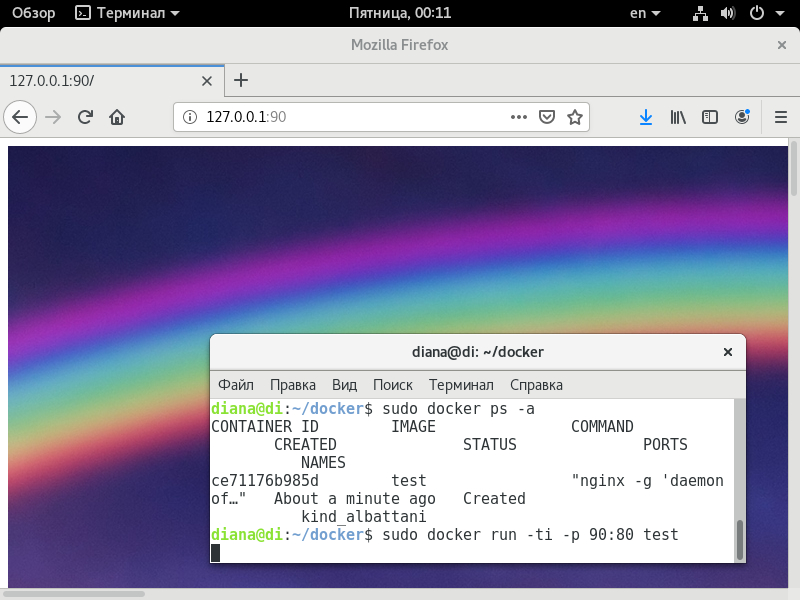 Обзор Терминал Пятница, 00:11 en
Mozilla Firefox
127.0.0.1:90/
127.0.0.1:90
diana@di: ~/docker
Файл Правка Вид Поиск Терминал Справка
diana@di:~/docker$ sudo docker ps -a
CONTAINER ID        IMAGE               COMMAND
       CREATED              STATUS              PORTS
          NAMES
ce71176b985d        test                "nginx -g 'daemon
of…"   About a minute ago   Created
          kind_albattani
diana@di:~/docker$ sudo docker run -ti -p 90:80 test